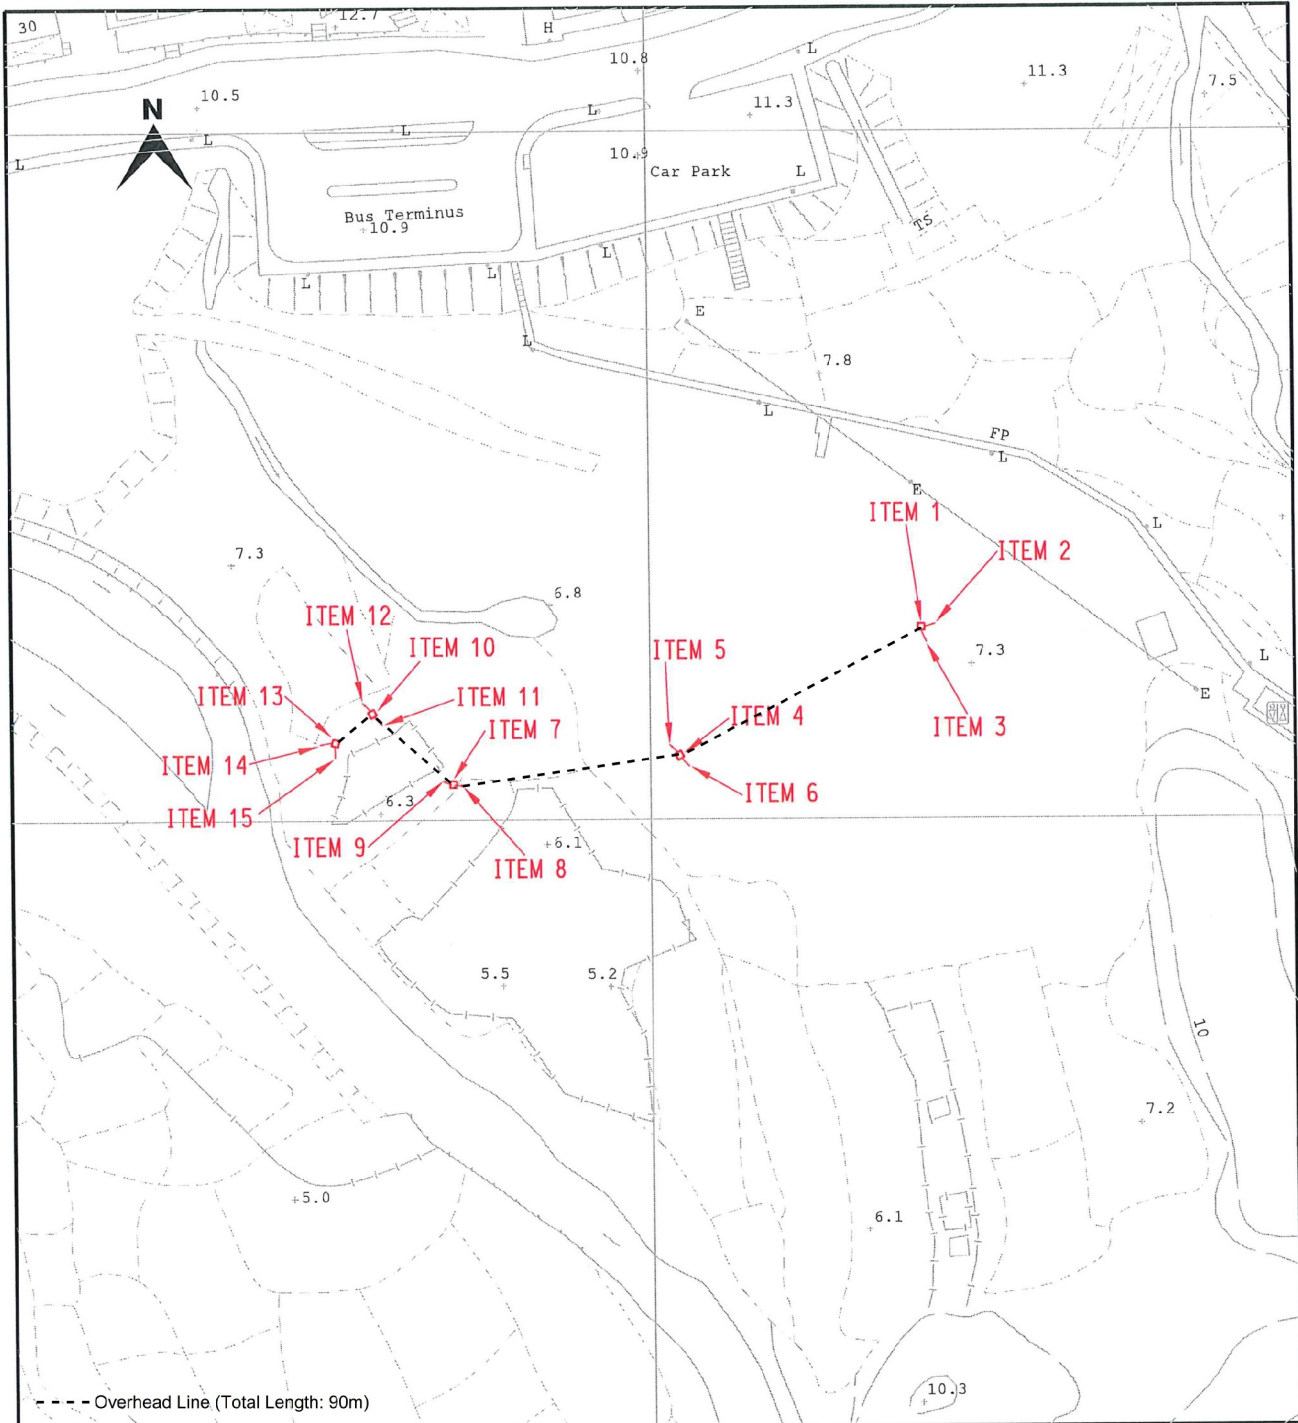 30
12.7
H
L
10.8
11.3
7.5
N
10.5
L
L
L
11.3
L
10.9
Car Park
L
Bus Terminus
10.9
TS
L
L
L
E
L
7.8
L
FP
L
E
ITEM 1
L
ITEM 2
7.3
6.8
ITEM 12
ITEM 10
ITEM 5
7.3
L
ITEM 13
ITEM 11
E
ITEM 7
ITEM 4
ITEM 3
ITEM 14
ITEM 6
6.3
ITEM 15
ITEM 9
6.1
ITEM 8
5.5
5.2
10
7.2
5.0
6.1
10.3
Overhead Line (Total Length: 90m)